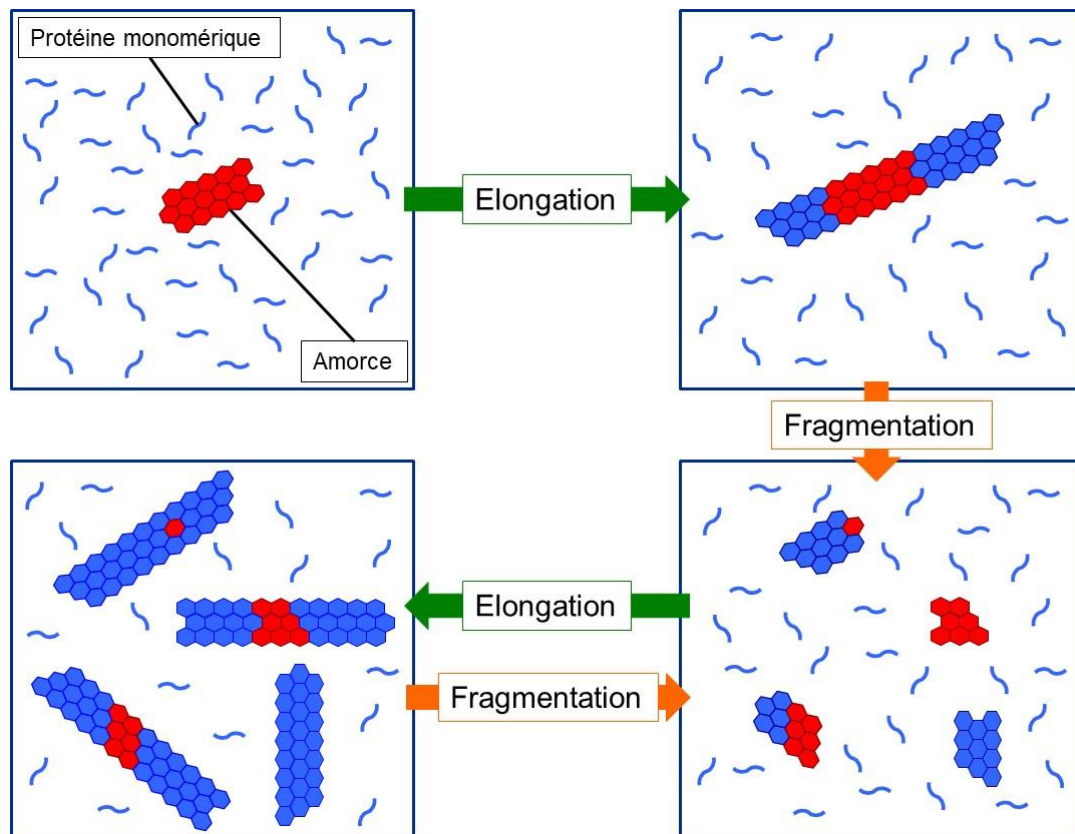 Protéine monomérique
Elongation
Amorce
Fragmentation
Elongation
Fragmentation